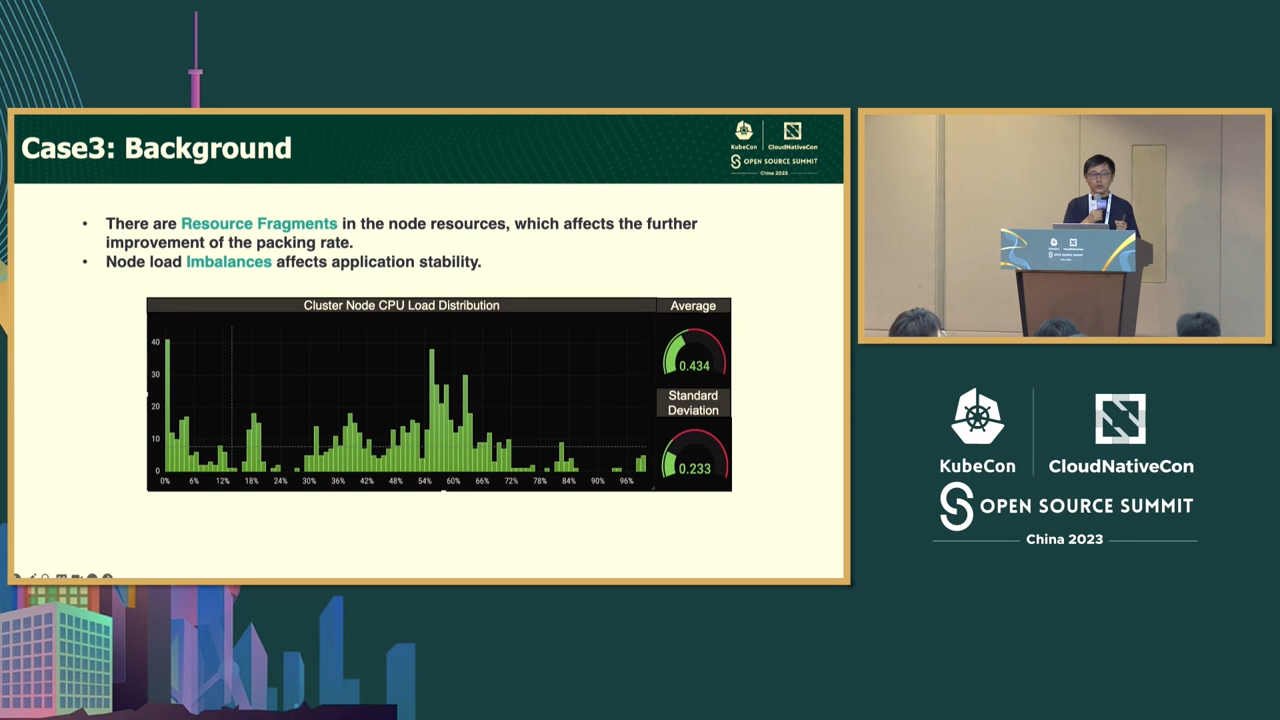 Case3: Background
KubeCon
CloudNativeCon
OPEN SOURCE SUMMIT
China 2023
• There are Resource Fragments in the node resources, which affects the further
improvement of the packing rate.
• Node load Imbalances affects application stability.
Cluster Node CPU Load Distribution
Average
40
30
20
10
0
0% 6% 12% 18% 24% 30% 36% 42% 48% 54% 60% 66% 72% 78% 84% 90% 96%
0.434
Standard
Deviation
0.233
KubeCon
CloudNativeCon
OPEN SOURCE SUMMIT
China 2023